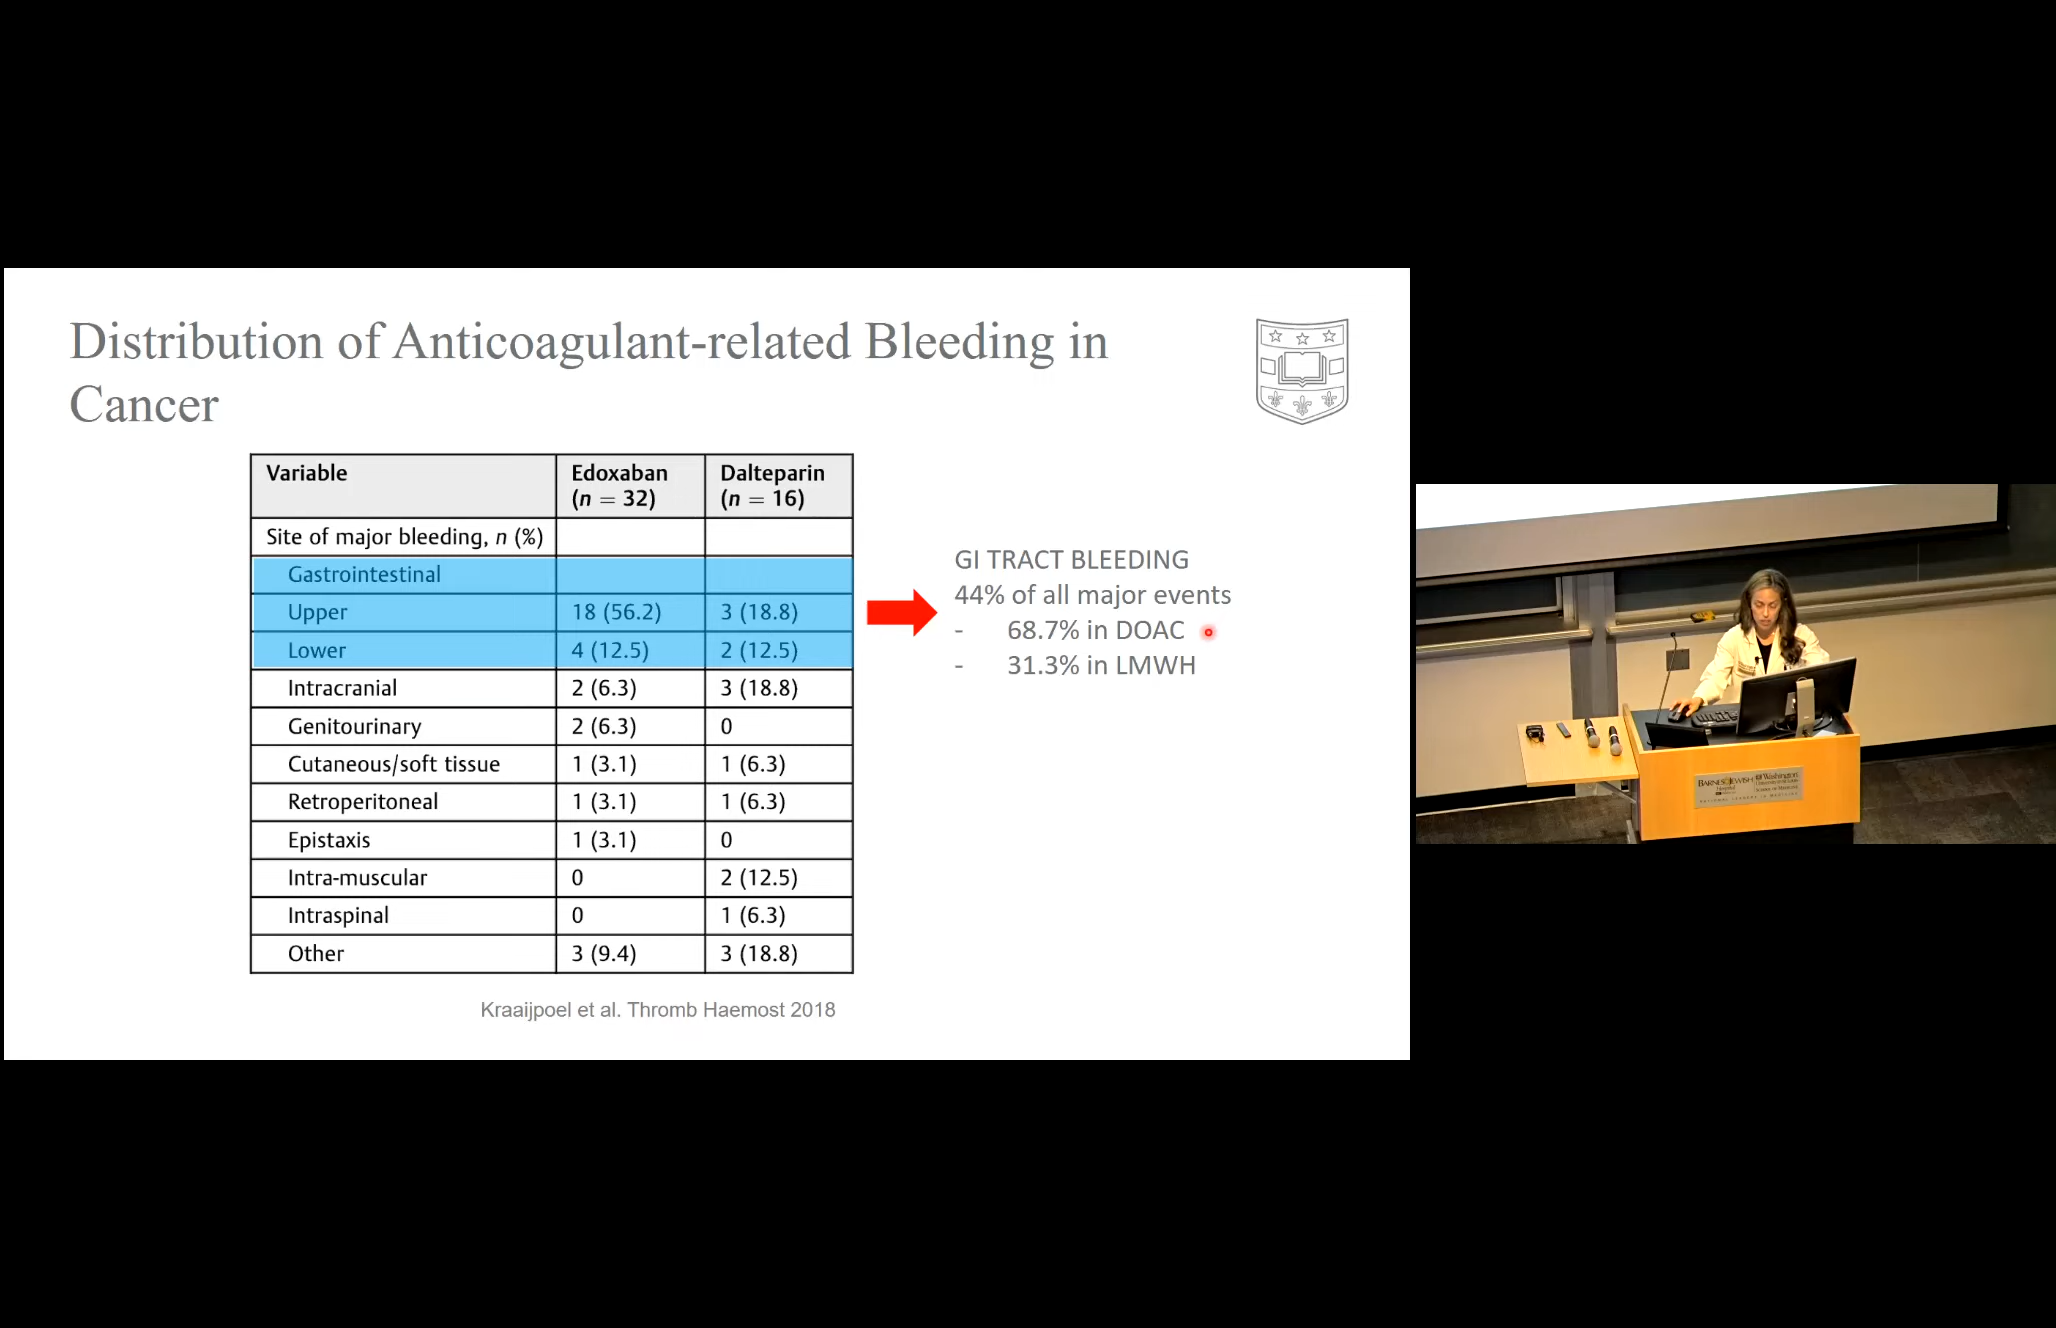 Distribution of Anticoagulant-related Bleeding in
Cancer
Variable Edoxaban (n = 32) Dalteparin (n = 16)
Site of major bleeding, n (%)
Gastrointestinal
Upper 18 (56.2) 3 (18.8)
Lower 4 (12.5) 2 (12.5)
Intracranial 2 (6.3) 3 (18.8)
Genitourinary 2 (6.3) 0
Cutaneous/soft tissue 1 (3.1) 1 (6.3)
Retroperitoneal 1 (3.1) 1 (6.3)
Epistaxis 1 (3.1) 0
Intra-muscular 0 2 (12.5)
Intraspinal 0 1 (6.3)
Other 3 (9.4) 3 (18.8)
GI TRACT BLEEDING
44% of all major events
- 68.7% in DOAC
- 31.3% in LMWH
Kraaijpoel et al. Thromb Haemost 2018
BARNES JEWISH Hospital
Washington